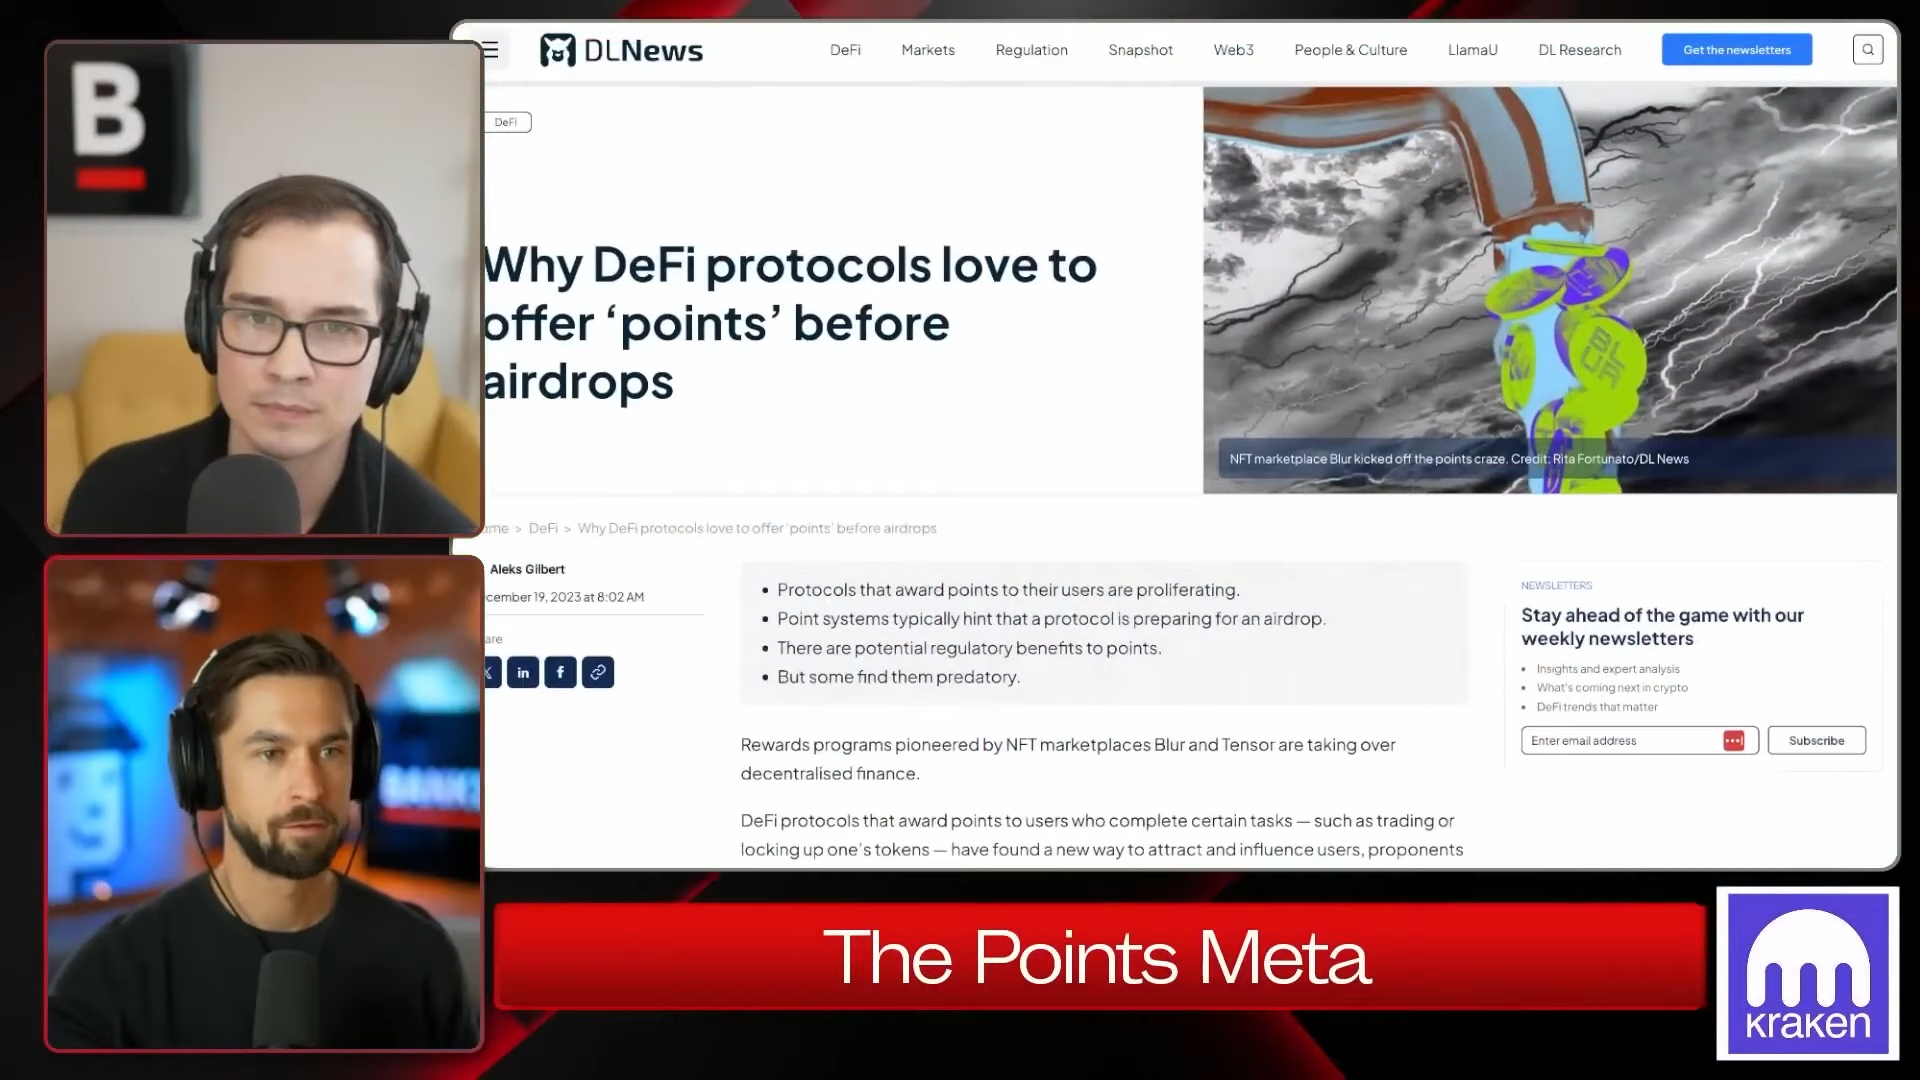 B
DLNews
DeFi
Markets
Regulation
Snapshot
Web3
People & Culture
LlamaU
DL Research
Get the newsletters
DeFi
Why DeFi protocols love to
offer ‘points’ before
airdrops
BLUR
NFT marketplace Blur kicked off the points craze. Credit: Rita Fortunato/DL News
me > DeFi > Why DeFi protocols love to offer ‘points’ before airdrops
Aleks Gilbert
cember 19, 2023 at 8:02 AM
are
in
f
• Protocols that award points to their users are proliferating.
• Point systems typically hint that a protocol is preparing for an airdrop.
• There are potential regulatory benefits to points.
• But some find them predatory.
Rewards programs pioneered by NFT marketplaces Blur and Tensor are taking over
decentralised finance.
DeFi protocols that award points to users who complete certain tasks — such as trading or
locking up one’s tokens — have found a new way to attract and influence users, proponents
NEWSLETTERS
Stay ahead of the game with our
weekly newsletters
• Insights and expert analysis
• What's coming next in crypto
• DeFi trends that matter
Enter email address
Subscribe
The Points Meta
kraken